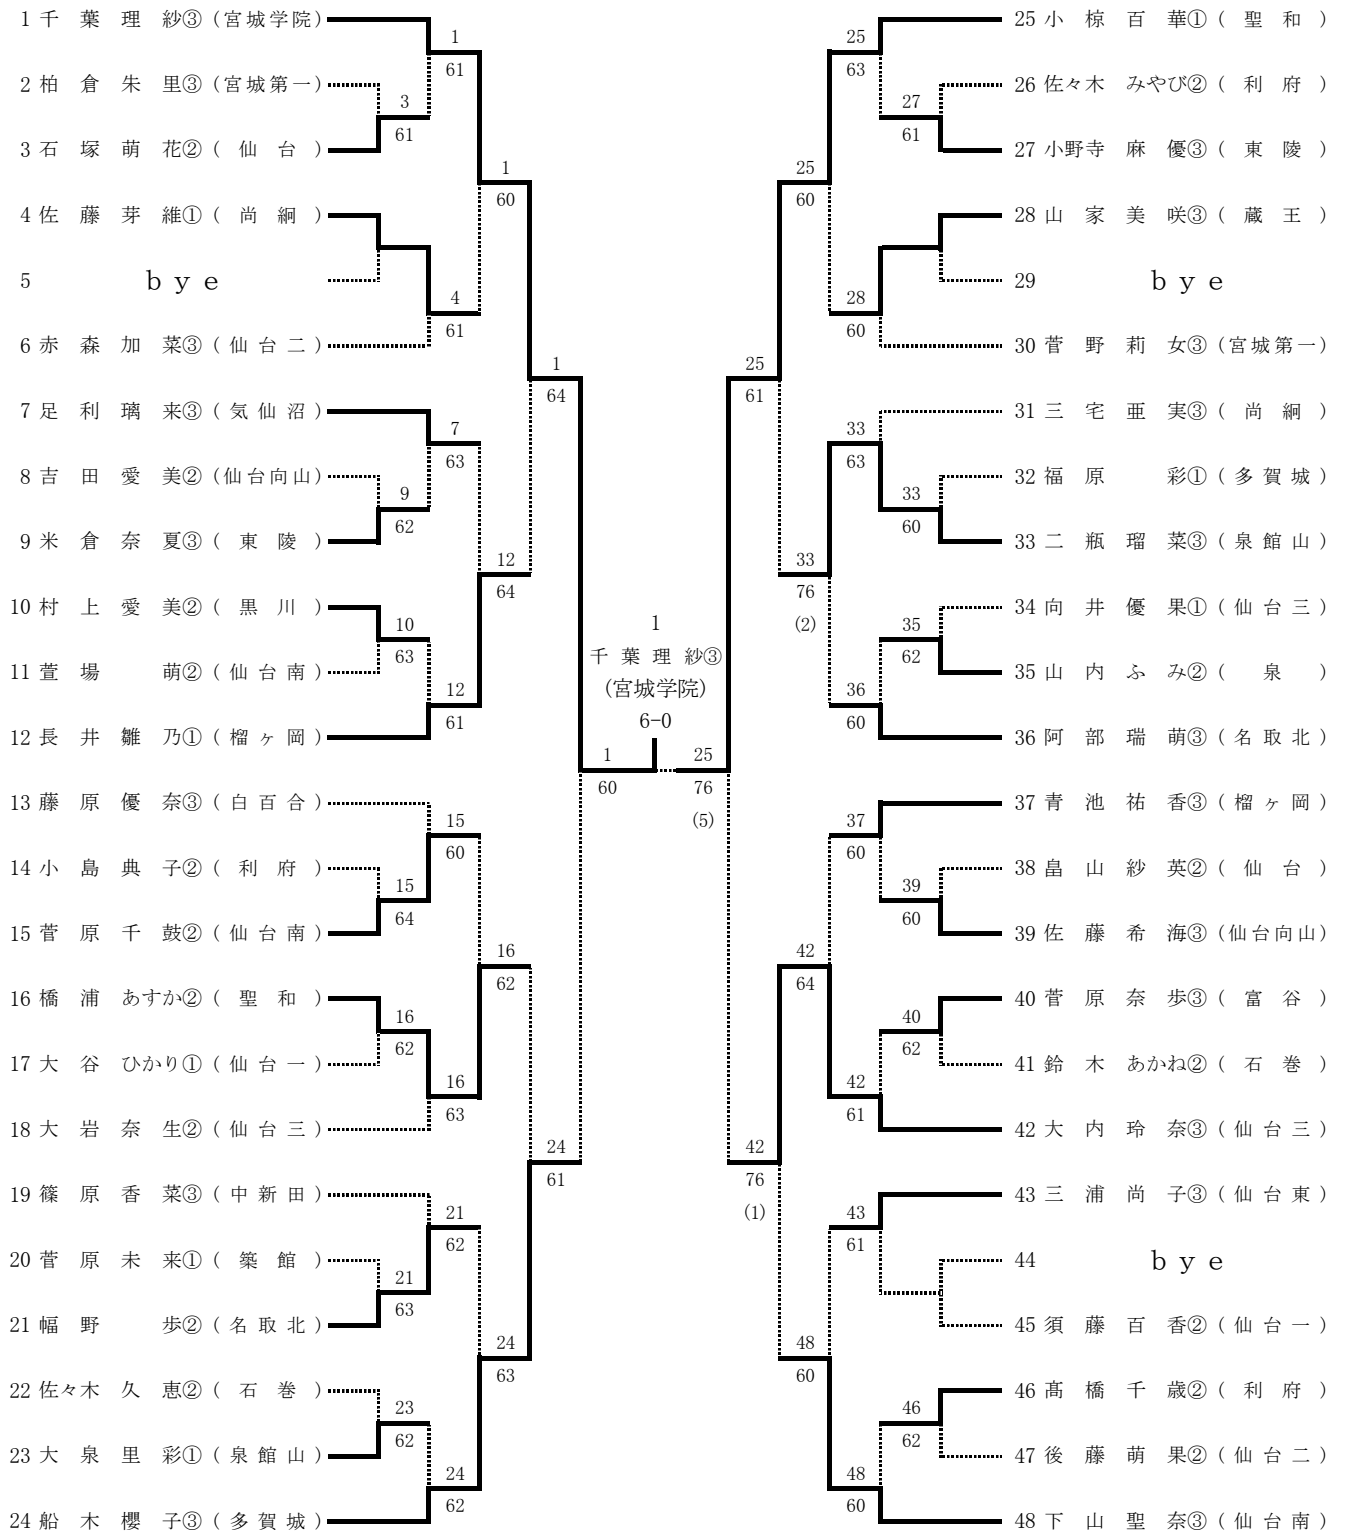 1 千 葉 理 紗③ (宮城学院)
2 柏 倉 朱 里③ (宮城第一)
3 石 塚 萌 花② ( 仙 台 )
4 佐 藤 芽 維① ( 尚 絅 )
5 bye
6 赤 森 加 菜③ ( 仙 台 二 )
7 足 利 璃 来③ ( 気 仙 沼 )
8 吉 田 愛 美② (仙台向山)
9 米 倉 奈 夏③ ( 東 陵 )
10 村 上 愛 美② ( 黒 川 )
11 萱 場 萌② ( 仙 台 南 )
12 長 井 雛 乃① ( 榴 ヶ 岡 )
13 藤 原 優 奈③ ( 白 百 合 )
14 小 島 典 子② ( 利 府 )
15 菅 原 千 鼓② ( 仙 台 南 )
16 橋 浦 あすか② ( 聖 和 )
17 大 谷 ひかり① ( 仙 台 一 )
18 大 岩 奈 生② ( 仙 台 三 )
19 篠 原 香 菜③ ( 中 新 田 )
20 菅 原 未 来① ( 築 館 )
21 幅 野 歩② ( 名 取 北 )
22 佐々木 久 恵② ( 石 巻 )
23 大 泉 里 彩① ( 泉 館 山 )
24 船 木 櫻 子③ ( 多 賀 城 )
3
61
9
62
10
63
15
64
16
62
21
63
23
62
1
61
4
61
7
63
12
61
15
60
16
63
21
62
24
62
1
60
12
64
16
62
24
63
1
64
24
61
1
60
1
千 葉 理 紗③
(宮城学院)
6-0
25
76
(5)
25
61
42
76
(1)
25
60
33
76
(2)
42
64
48
60
25
63
28
60
33
63
36
60
37
60
42
61
43
61
48
60
27
61
33
60
35
62
39
60
40
62
46
62
25 小 椋 百 華① ( 聖 和 )
26 佐々木 みやび② ( 利 府 )
27 小野寺 麻 優③ ( 東 陵 )
28 山 家 美 咲③ ( 蔵 王 )
29 bye
30 菅 野 莉 女③ (宮城第一)
31 三 宅 亜 実③ ( 尚 絅 )
32 福 原 彩① ( 多 賀 城 )
33 二 瓶 瑠 菜③ ( 泉 館 山 )
34 向 井 優 果① ( 仙 台 三 )
35 山 内 ふ み② ( 泉 )
36 阿 部 瑞 萌③ ( 名 取 北 )
37 青 池 祐 香③ ( 榴 ヶ 岡 )
38 畠 山 紗 英② ( 仙 台 )
39 佐 藤 希 海③ (仙台向山)
40 菅 原 奈 歩③ ( 富 谷 )
41 鈴 木 あかね② ( 石 巻 )
42 大 内 玲 奈③ ( 仙 台 三 )
43 三 浦 尚 子③ ( 仙 台 東 )
44 bye
45 須 藤 百 香② ( 仙 台 一 )
46 髙 橋 千 歳② ( 利 府 )
47 後 藤 萌 果② ( 仙 台 二 )
48 下 山 聖 奈③ ( 仙 台 南 )